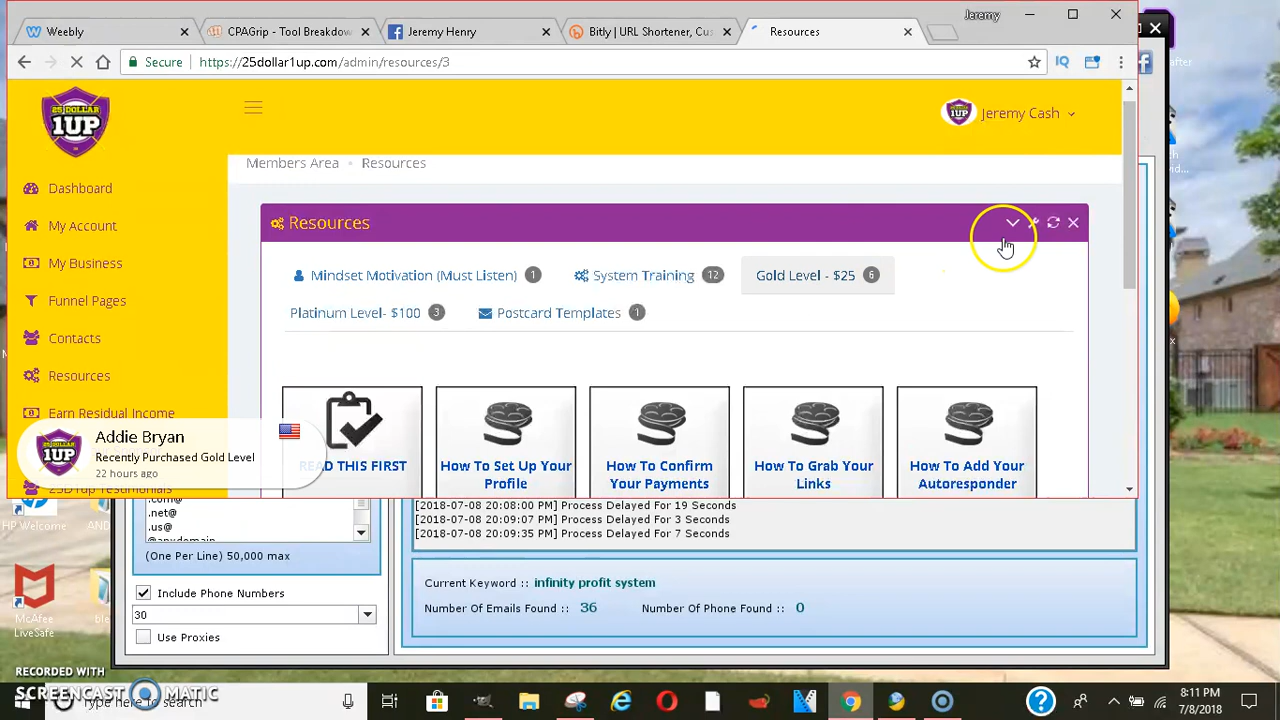 Jeremy
Weebly
CPAGrip - Tool Breakdow
Jeremy Henry
Bitly | URL Shortener, Cus
Resources
Secure
https://25dollar1up.com/admin/resources/3
IQ
25 DOLLAR
1UP
Jeremy Cash
Members Area • Resources
Dashboard
My Account
My Business
Funnel Pages
Contacts
Resources
Earn Residual Income
Resources
Mindset Motivation (Must Listen) 1
System Training 12
Gold Level - $25 6
Platinum Level- $100 3
Postcard Templates 1
READ THIS FIRST
How To Set Up Your
Profile
How To Confirm
Your Payments
How To Grab Your
Links
How To Add Your
Autoresponder
Addie Bryan
Recently Purchased Gold Level
22 hours ago
25D 1up Testimonials
HP Welcome
.net@
.us@
@anydomain
(One Per Line) 50,000 max
Include Phone Numbers
30
Use Proxies
[2018-07-08 20:08:00 PM] Process Delayed For 19 Seconds
[2018-07-08 20:09:07 PM] Process Delayed For 3 Seconds
[2018-07-08 20:09:35 PM] Process Delayed For 7 Seconds
Current Keyword :: infinity profit system
Number Of Emails Found :: 36
Number Of Phone Found :: 0
McAfee
LiveSafe
RECORDED WITH
SCREENCAST MATIC
Type here to search
8:11 PM
7/8/2018